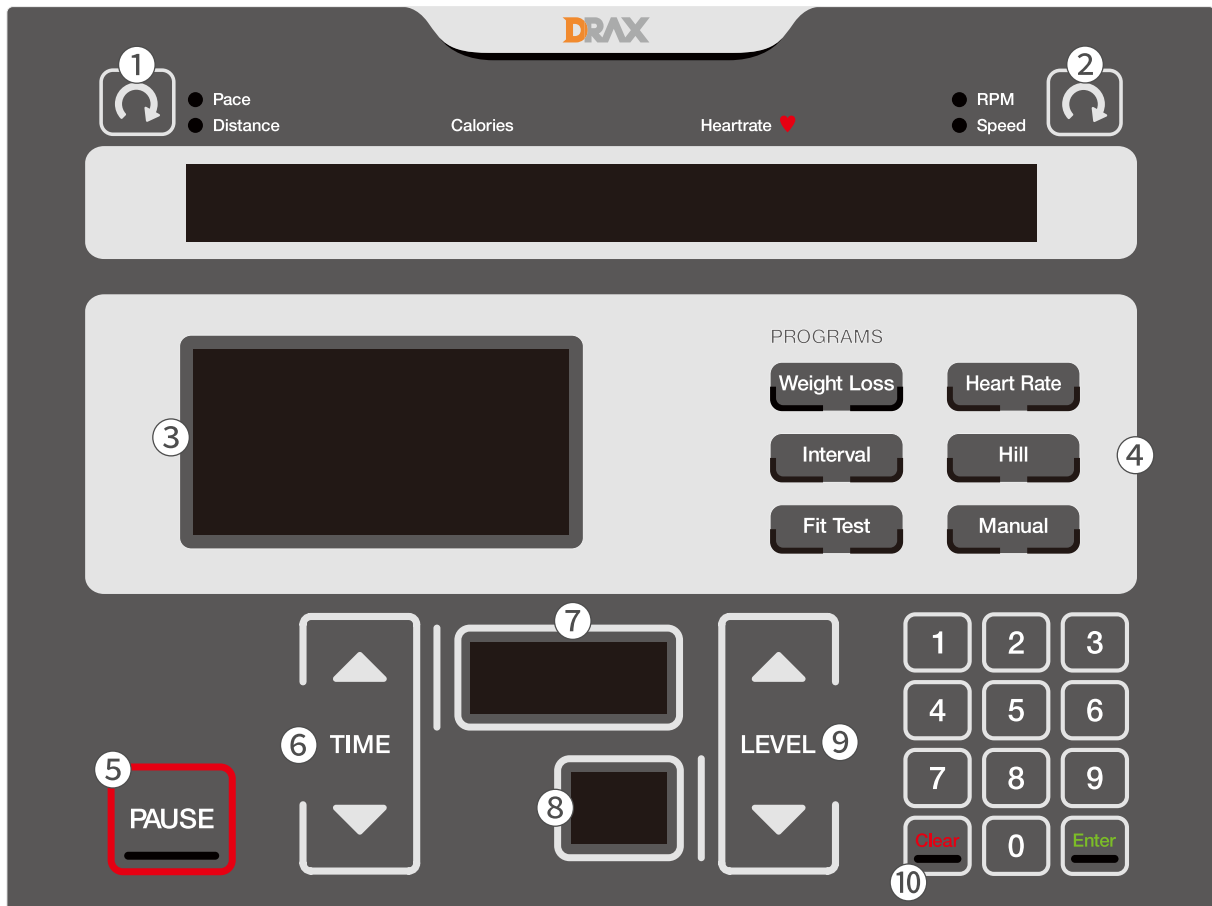 DRAX
1
2
Pace
RPM
Distance
Calories
Heartrate
Speed
PROGRAMS
Weight Loss
Heart Rate
3
Interval
Hill
4
Fit Test
Manual
7
1 2 3
4 5 6
6 TIME
LEVEL 9
5
7 8 9
8
PAUSE
Clear 0 Enter
10